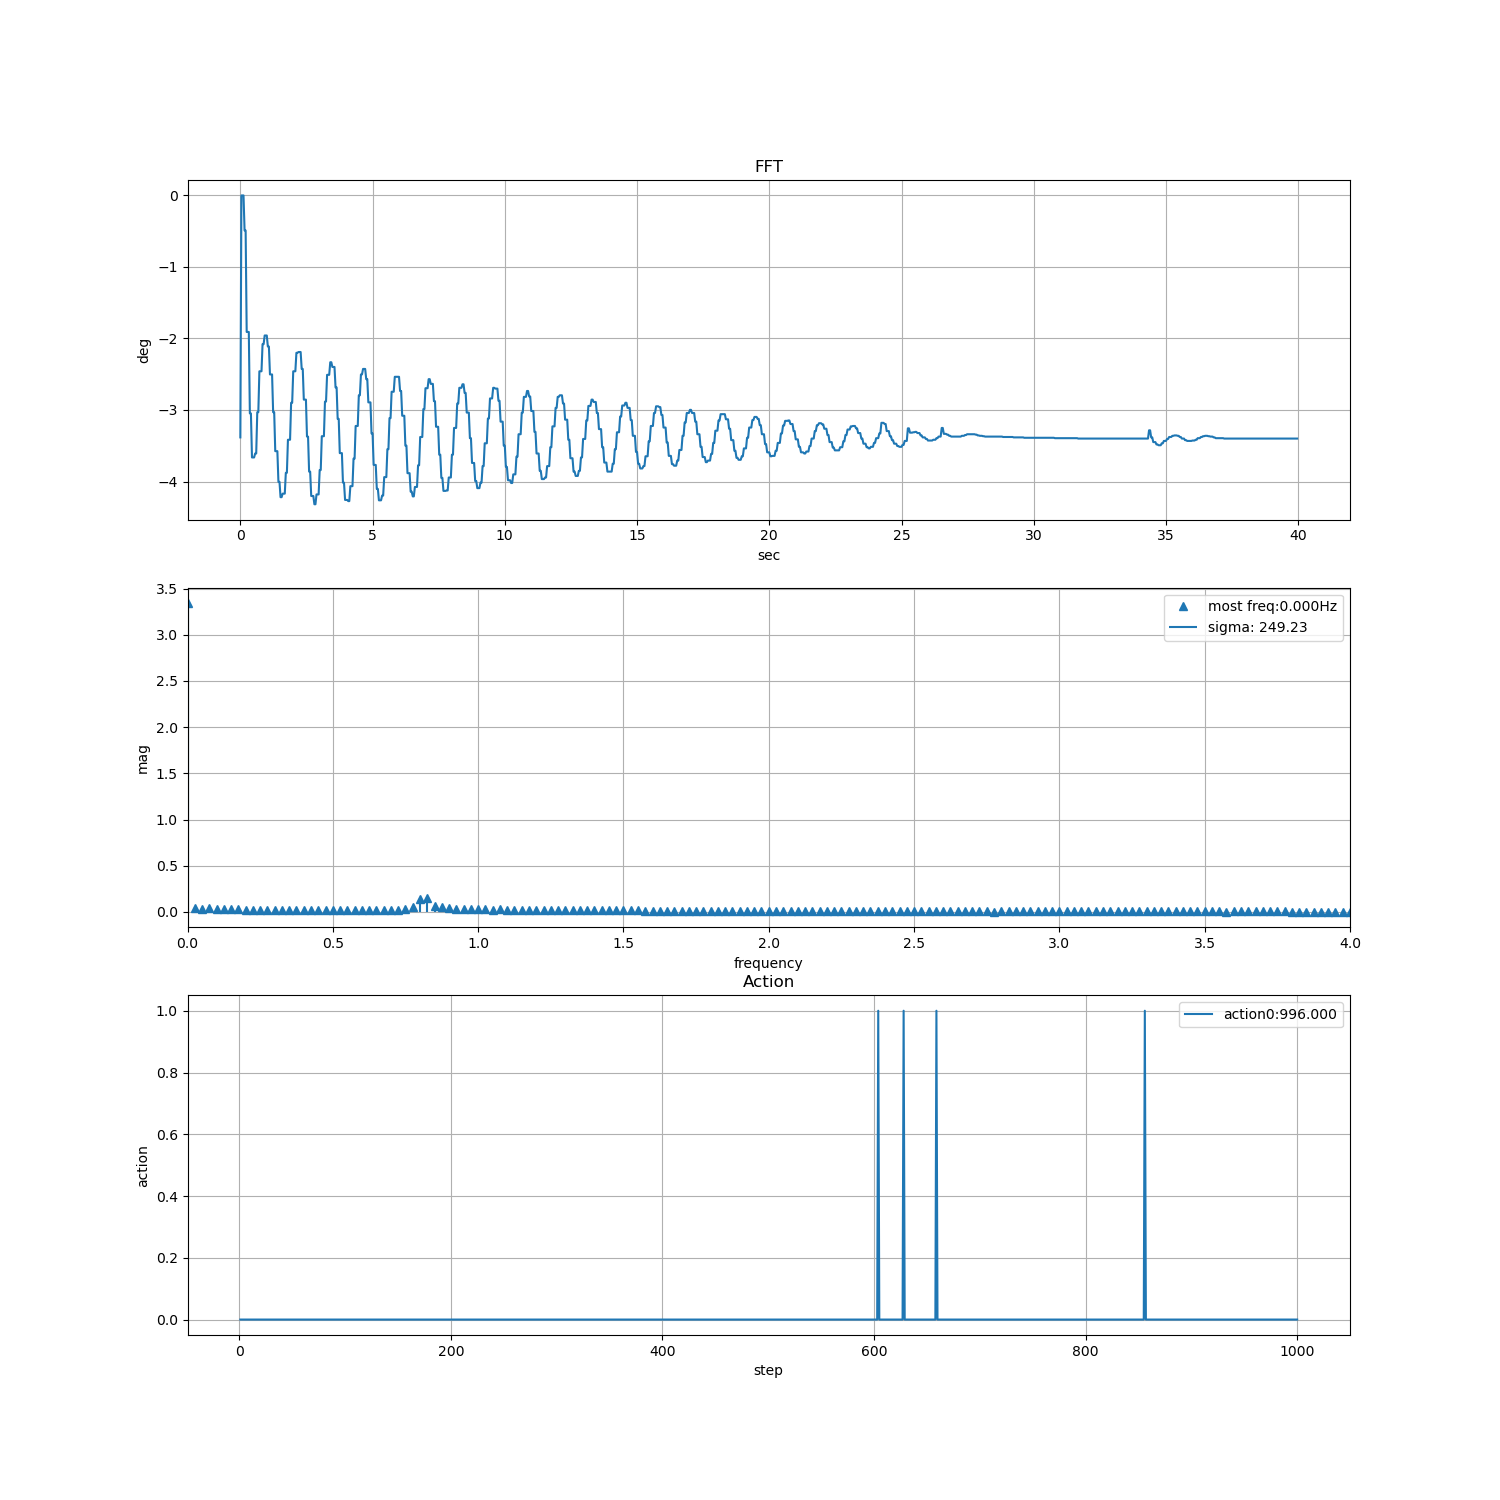 FFT
0
−1
−2
−3
−4
deg
0 5 10 15 20 25 30 35 40
sec
3.5
3.0
2.5
2.0
1.5
1.0
0.5
0.0
mag
most freq:0.000Hz
sigma: 249.23
0.0 0.5 1.0 1.5 2.0 2.5 3.0 3.5 4.0
frequency
Action
1.0
0.8
0.6
0.4
0.2
0.0
action
action0:996.000
0 200 400 600 800 1000
step